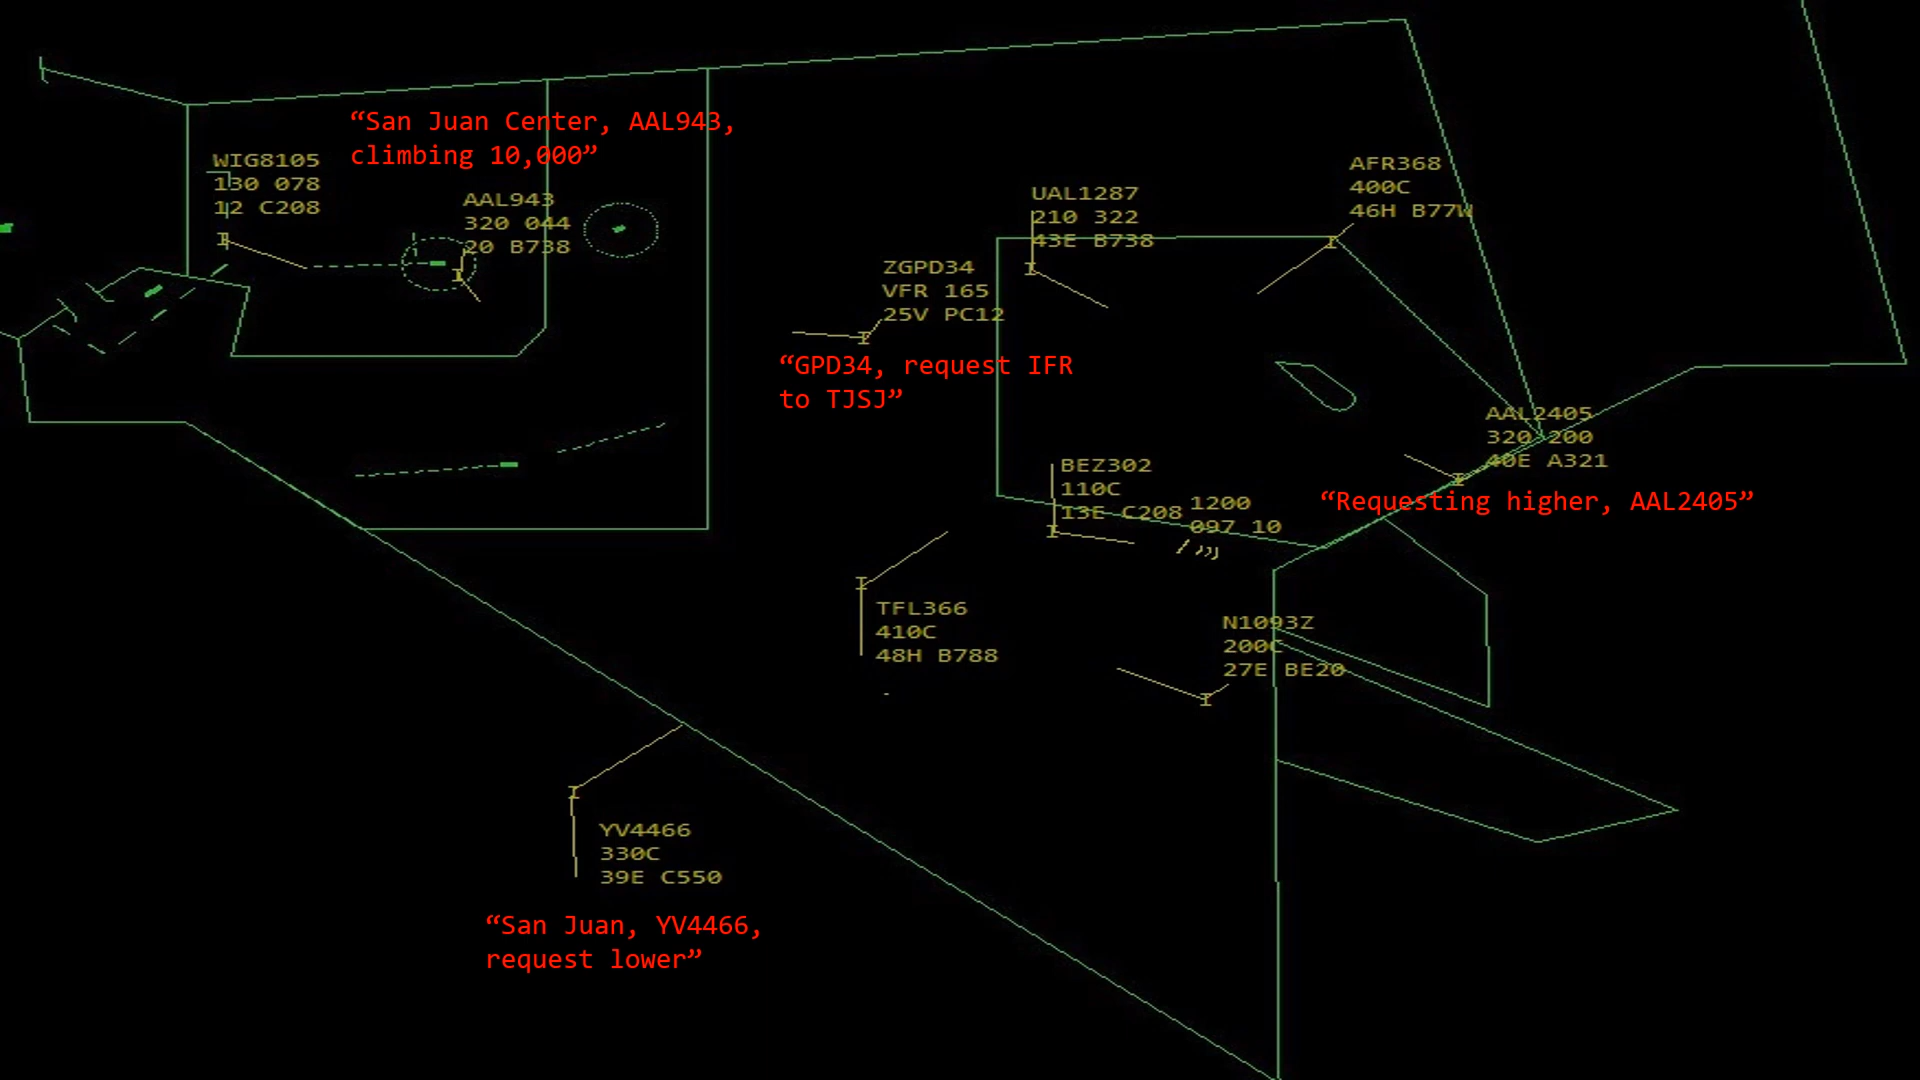 “San Juan Center, AAL943,
climbing 10,000”
WIG8105
130 078
12 C208
AAL943
320 044
20 B738
UAL1287
210 322
43E B738
AFR368
400C
46H B77W
ZGPD34
VFR 165
25V PC12
“GPD34, request IFR
to TJSJ”
AAL2405
320 200
40E A321
“Requesting higher, AAL2405”
BEZ302
110C
13E C208
1200
097 10
TFL366
410C
48H B788
N1093Z
200C
27E BE20
YV4466
330C
39E C550
“San Juan, YV4466,
request lower”